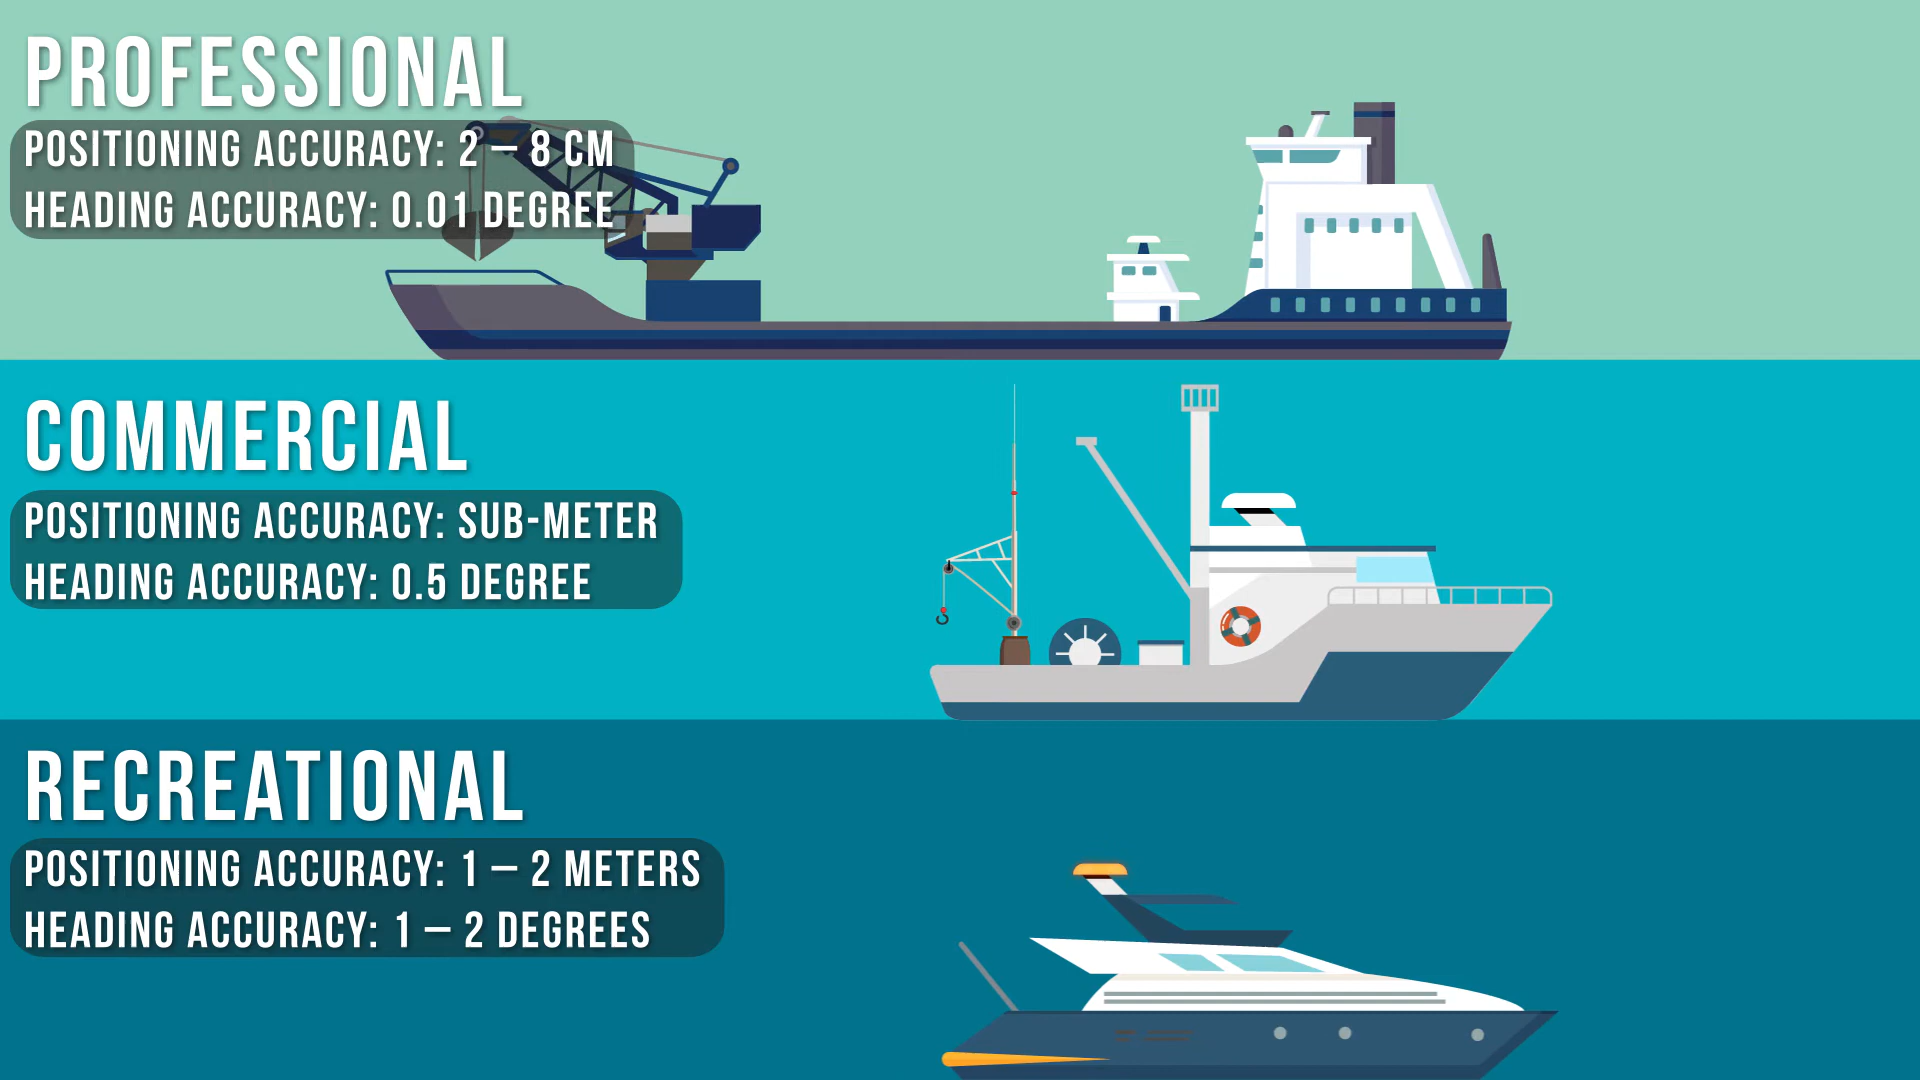 PROFESSIONAL
POSITIONING ACCURACY: 2 – 8 CM
HEADING ACCURACY: 0.01 DEGREE
COMMERCIAL
POSITIONING ACCURACY: SUB-METER
HEADING ACCURACY: 0.5 DEGREE
RECREATIONAL
POSITIONING ACCURACY: 1 – 2 METERS
HEADING ACCURACY: 1 – 2 DEGREES